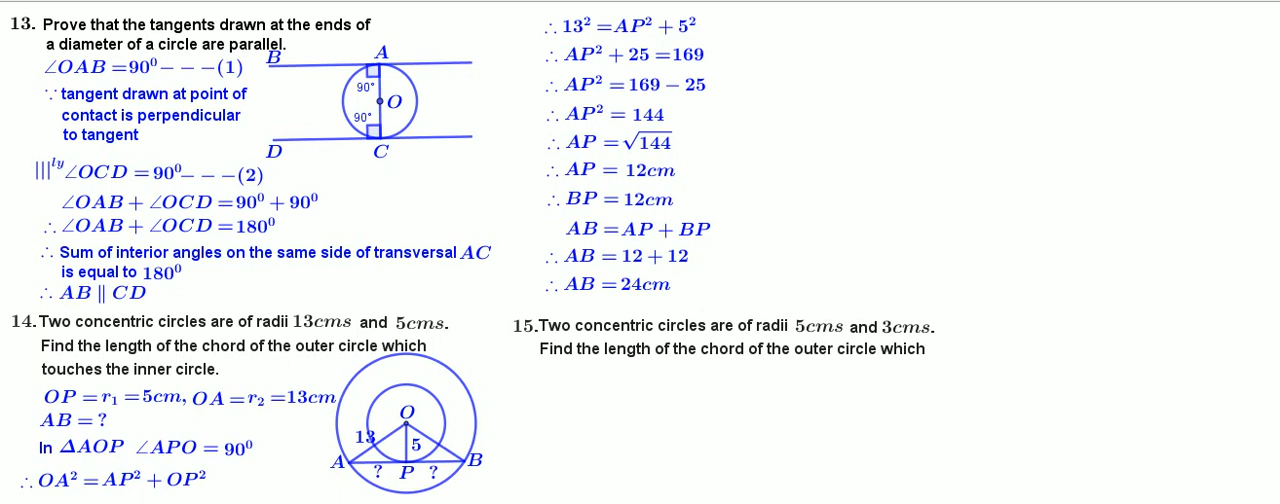 13. Prove that the tangents drawn at the ends of
a diameter of a circle are parallel.
∠OAB = 90⁰ − − −(1)
∵ tangent drawn at point of
contact is perpendicular
to tangent
B
A
90°
O
90°
D
C
|||ˡʸ ∠OCD = 90⁰ − − −(2)
∠OAB + ∠OCD = 90⁰ + 90⁰
∴ ∠OAB + ∠OCD = 180⁰
∴ Sum of interior angles on the same side of transversal AC
is equal to 180⁰
∴ AB ∥ CD
14. Two concentric circles are of radii 13cms and 5cms.
Find the length of the chord of the outer circle which
touches the inner circle.
OP = r₁ = 5cm, OA = r₂ = 13cm
AB = ?
In ΔAOP ∠APO = 90⁰
∴ OA² = AP² + OP²
O
13
5
A
?
P
?
B
∴ 13² = AP² + 5²
∴ AP² + 25 = 169
∴ AP² = 169 − 25
∴ AP² = 144
∴ AP = √144
∴ AP = 12cm
∴ BP = 12cm
AB = AP + BP
∴ AB = 12 + 12
∴ AB = 24cm
15. Two concentric circles are of radii 5cms and 3cms.
Find the length of the chord of the outer circle which